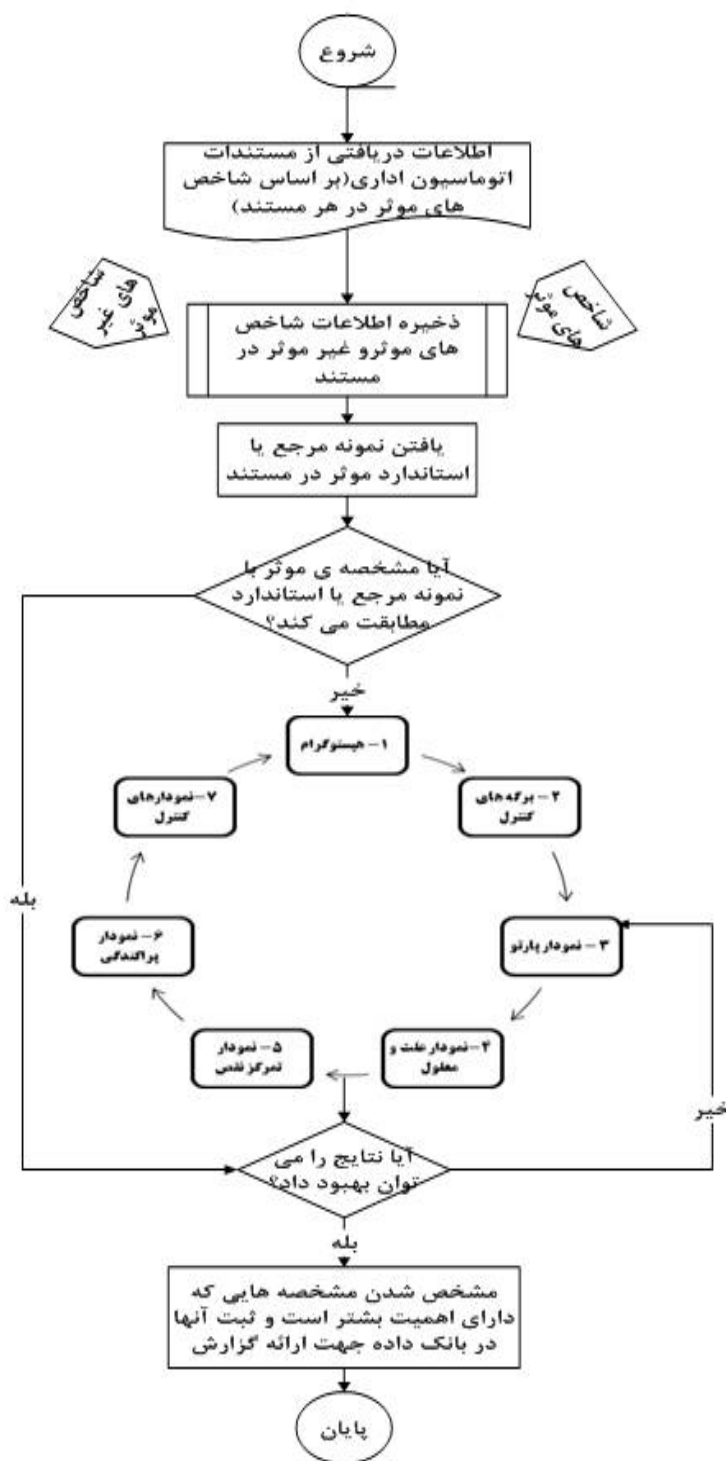 شروع
اطلاعات دریافتی از مستندات
اتوماسیون اداری(بر اساس شاخص
های موثر در هر مستند)
شاخص
های موثر
شاخص
های غیر
موثر
ذخیره اطلاعات شاخص
های موثرو غیر موثر در
مستند
یافتن نمونه مرجع یا
استاندارد موثر در مستند
آیا مشخصه ی موثر با
نمونه مرجع یا استاندارد
مطابقت می کند؟
خیر
۱- هیستوگرام
۲- برگه های
کنترل
۳- نمودار پارتو
۴-نمودار علت و
معلول
۵- نمودار
تمرکز نقص
۶- نمودار
پراکندگی
۷-نمودارهای
کنترل
بله
خیر
آیا نتایج را می
توان بهبود داد؟
بله
مشخص شدن مشخصه هایی که
دارای اهمیت بشتر است و ثبت آنها
در بانک داده جهت ارائه گزارش
پایان